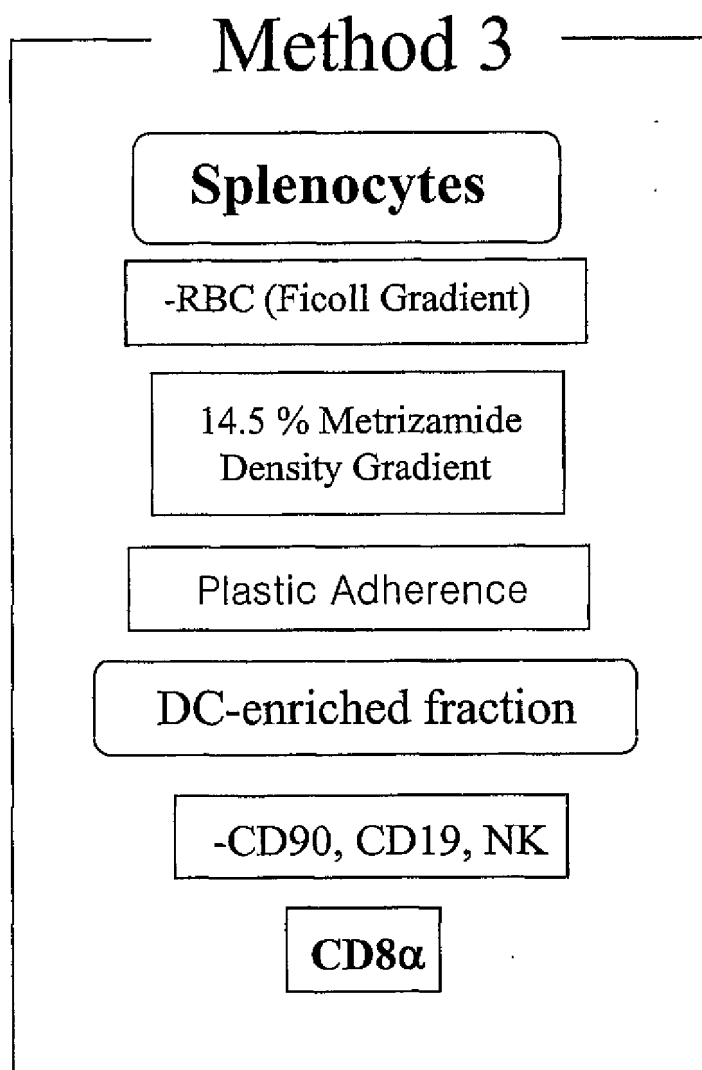 Method 3
Splenocytes
-RBC (Ficoll Gradient)
14.5 % Metrizamide
Density Gradient
Plastic Adherence
DC-enriched fraction
-CD90, CD19, NK
CD8α